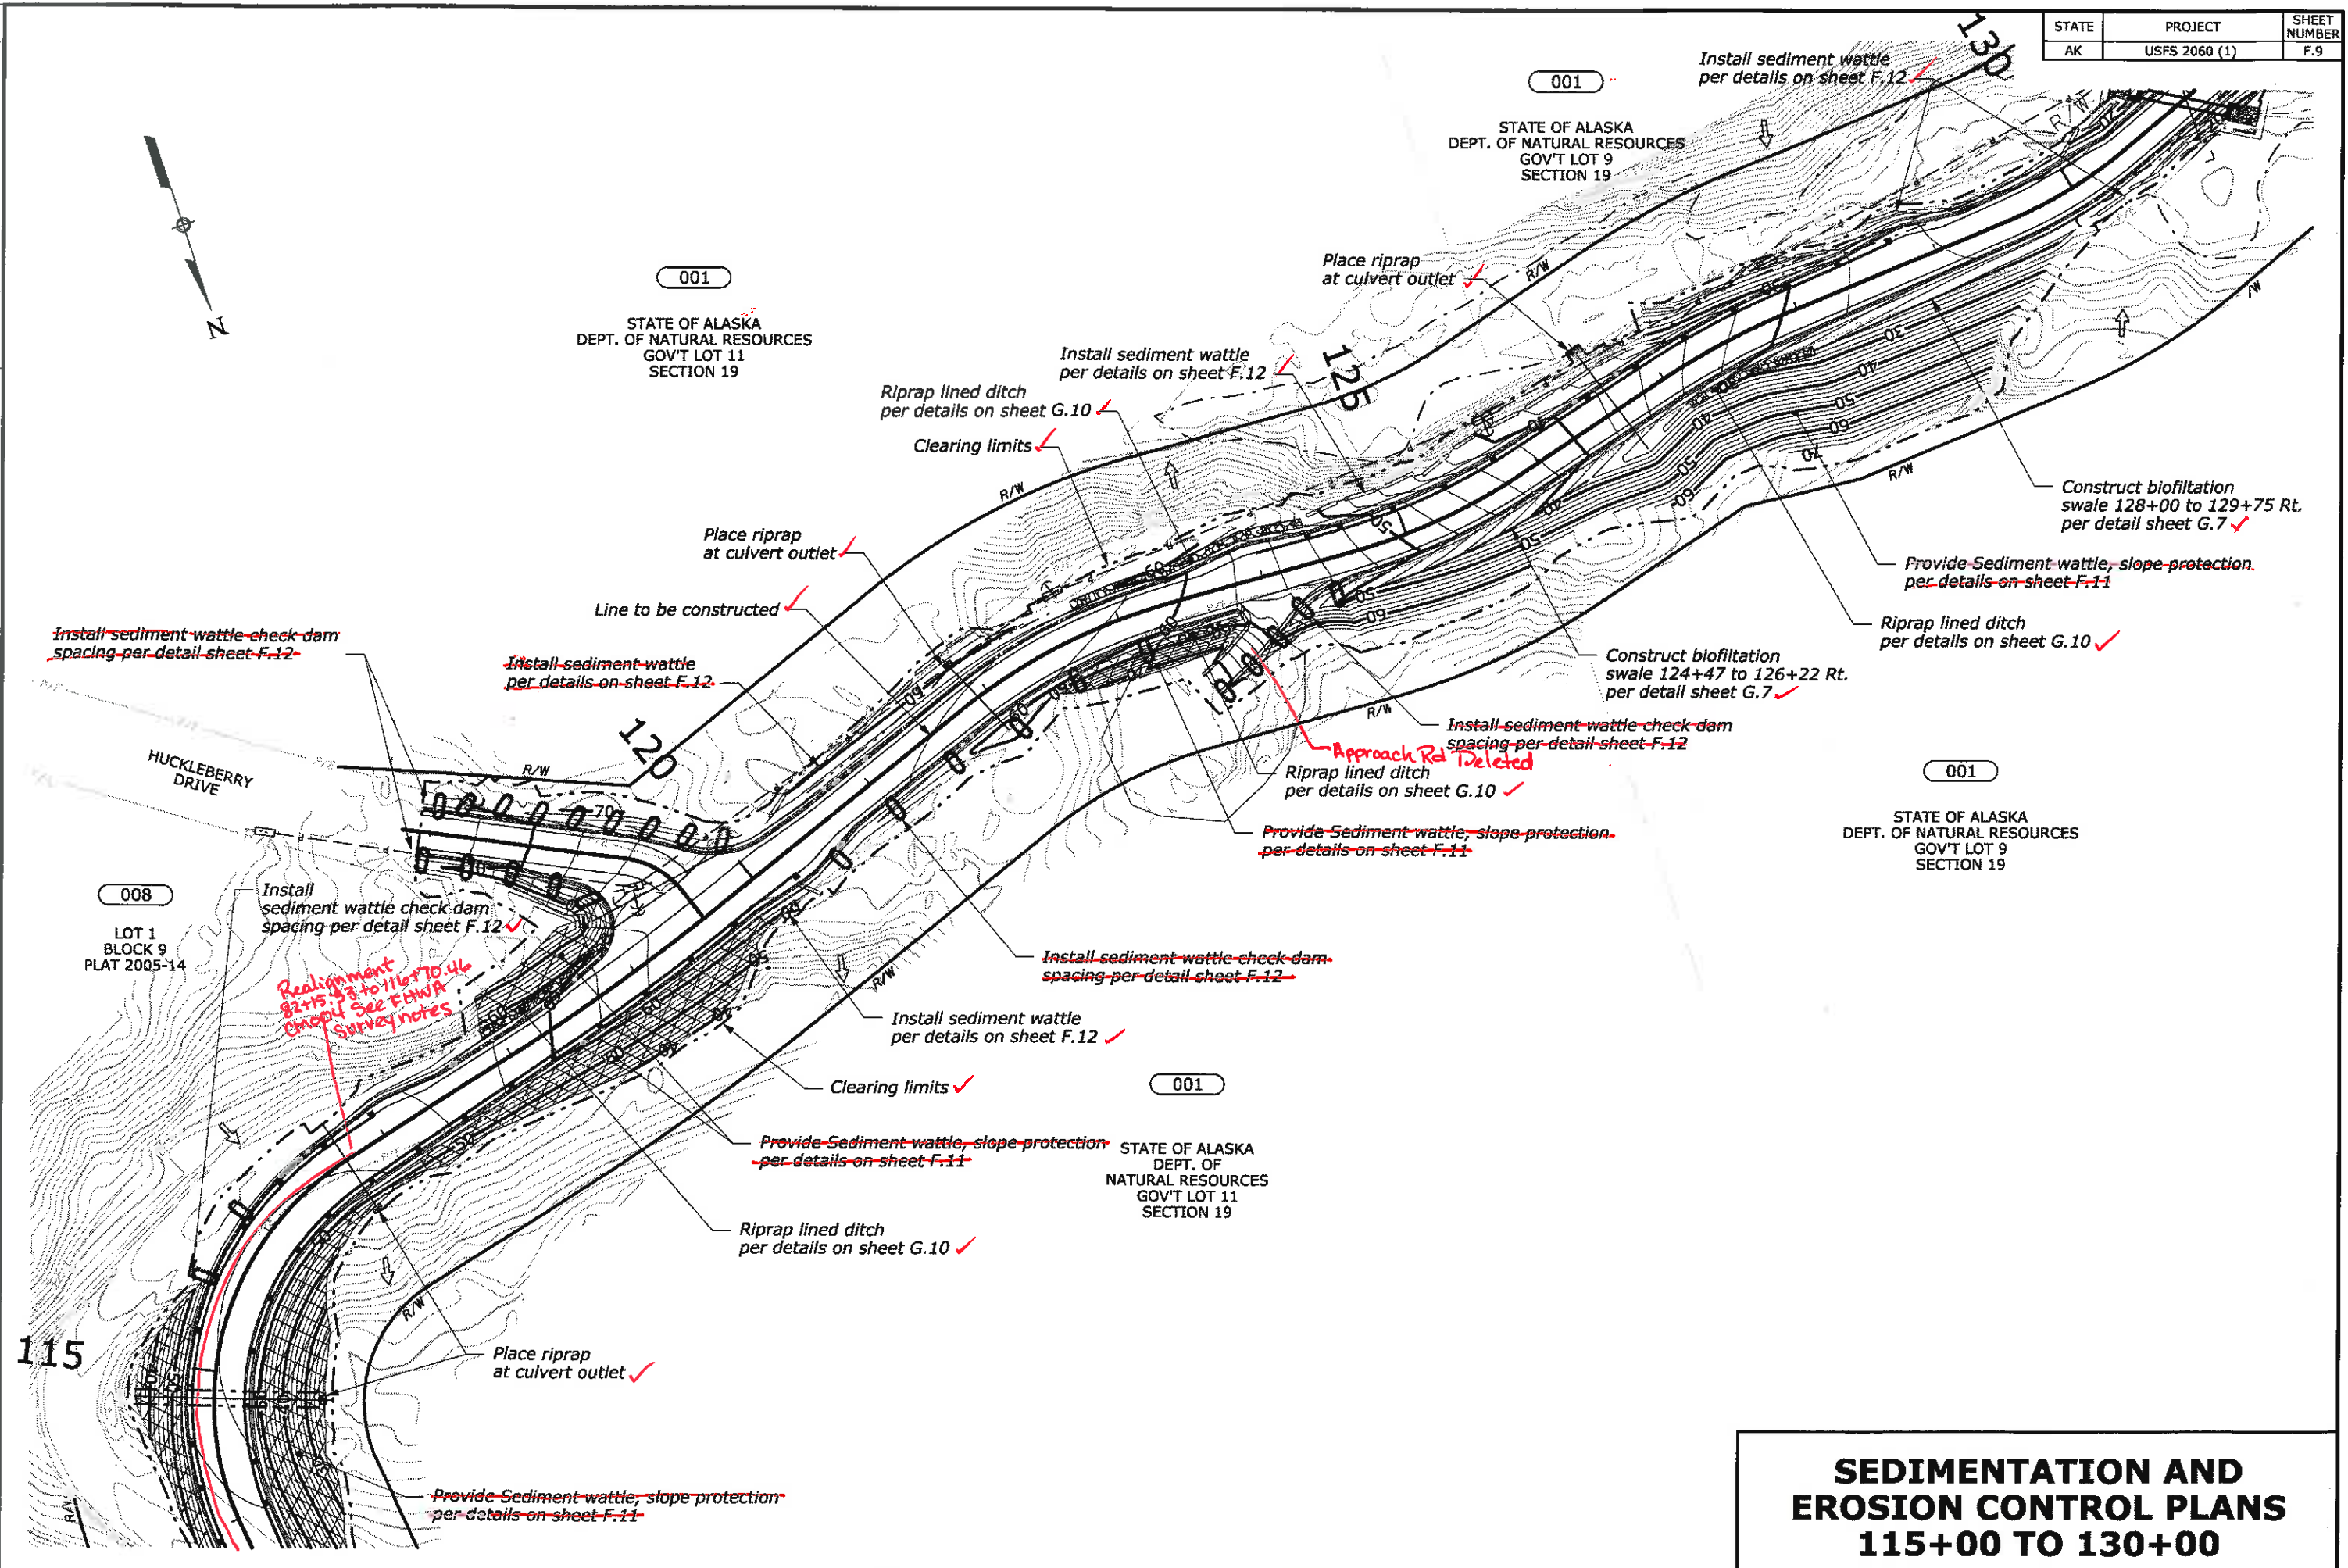 STATE PROJECT SHEET NUMBER
AK USFS 2060 (1) F.9
130
Install sediment wattle
per details on sheet F.12
001
STATE OF ALASKA
DEPT. OF NATURAL RESOURCES
GOV'T LOT 9
SECTION 19
R/W
N
001
STATE OF ALASKA
DEPT. OF NATURAL RESOURCES
GOV'T LOT 11
SECTION 19
Place riprap
at culvert outlet
R/W
Install sediment wattle
per details on sheet F.12
125
Riprap lined ditch
per details on sheet G.10
Clearing limits
R/W
R/W
Construct biofiltation
swale 128+00 to 129+75 Rt.
per detail sheet G.7
Place riprap
at culvert outlet
Provide Sediment wattle, slope protection
per details on sheet F.11
Line to be constructed
Riprap lined ditch
per details on sheet G.10
Install sediment wattle check dam
spacing per detail sheet F.12
Install sediment wattle
per details on sheet F.12
Construct biofiltation
swale 124+47 to 126+22 Rt.
per detail sheet G.7
R/W
120
Install sediment wattle check dam
spacing per detail sheet F.12
Approach Rd Deleted
HUCKLEBERRY
DRIVE
R/W
Riprap lined ditch
per details on sheet G.10
001
STATE OF ALASKA
DEPT. OF NATURAL RESOURCES
GOV'T LOT 9
SECTION 19
Provide Sediment wattle, slope protection
per details on sheet F.11
008
LOT 1
BLOCK 9
PLAT 2005-14
Install
sediment wattle check dam
spacing per detail sheet F.12
Install sediment wattle check dam
spacing per detail sheet F.12
R/W
Realignment
82+15.33 to 116+70.46
See FHWA
Survey notes
Install sediment wattle
per details on sheet F.12
Clearing limits
001
STATE OF ALASKA
DEPT. OF
NATURAL RESOURCES
GOV'T LOT 11
SECTION 19
Provide Sediment wattle, slope protection
per details on sheet F.11
Riprap lined ditch
per details on sheet G.10
R/W
115
Place riprap
at culvert outlet
Provide Sediment wattle, slope protection
per details on sheet F.11
R/W
SEDIMENTATION AND
EROSION CONTROL PLANS
115+00 TO 130+00